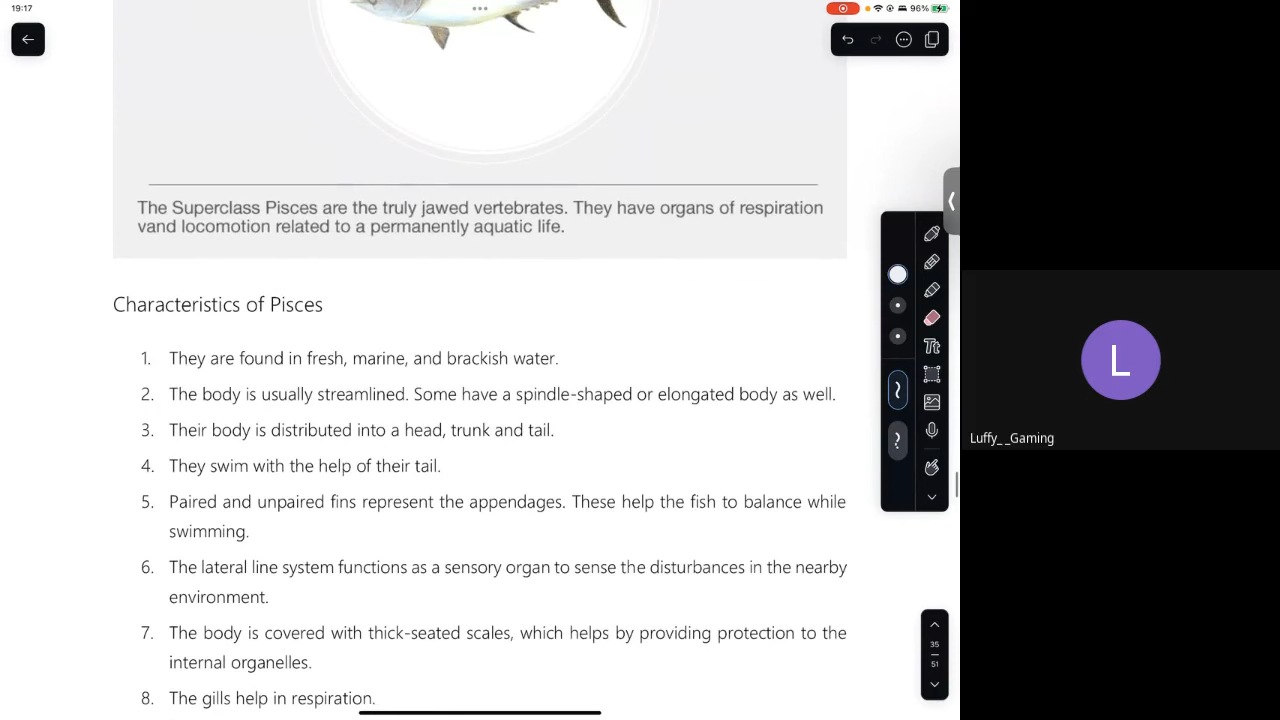 19:17
96%
The Superclass Pisces are the truly jawed vertebrates. They have organs of respiration
vand locomotion related to a permanently aquatic life.
Characteristics of Pisces
1. They are found in fresh, marine, and brackish water.
2. The body is usually streamlined. Some have a spindle-shaped or elongated body as well.
3. Their body is distributed into a head, trunk and tail.
4. They swim with the help of their tail.
5. Paired and unpaired fins represent the appendages. These help the fish to balance while
swimming.
6. The lateral line system functions as a sensory organ to sense the disturbances in the nearby
environment.
7. The body is covered with thick-seated scales, which helps by providing protection to the
internal organelles.
8. The gills help in respiration.
Tt
?
35
51
L
Luffy_ _Gaming